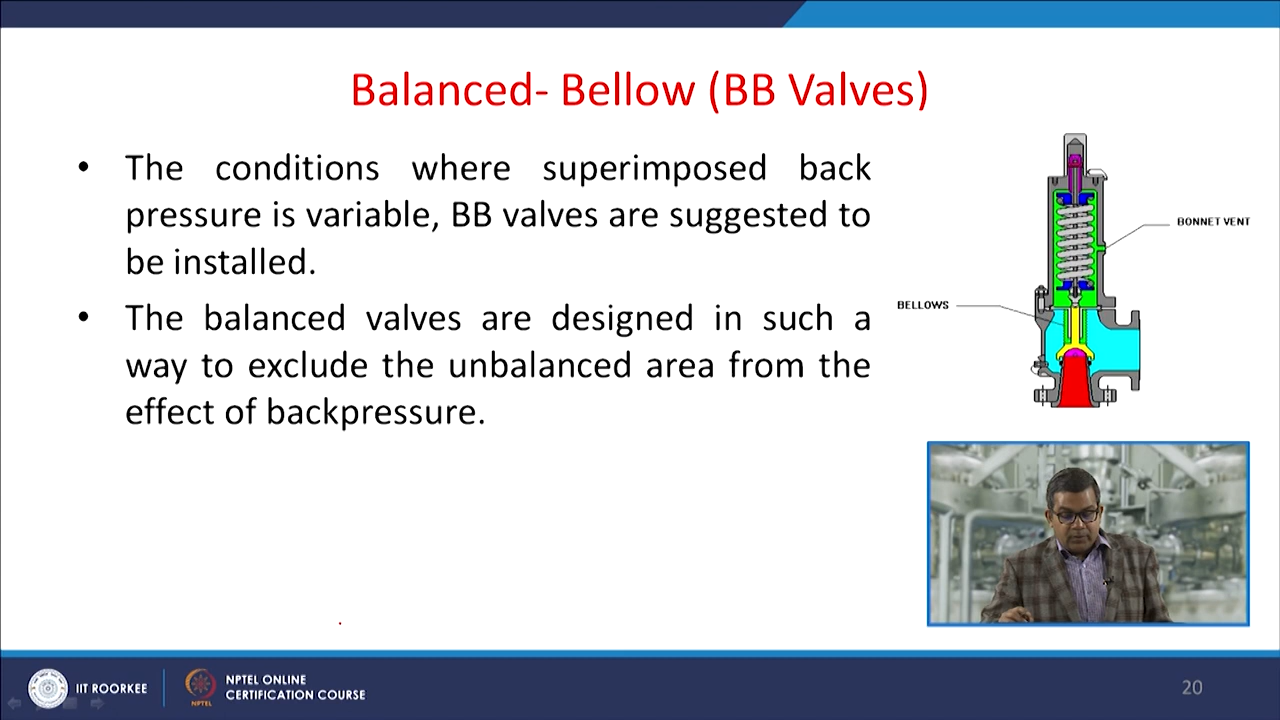 Balanced- Bellow (BB Valves)
• The conditions where superimposed back
pressure is variable, BB valves are suggested to
be installed.
• The balanced valves are designed in such a
way to exclude the unbalanced area from the
effect of backpressure.
BONNET VENT
BELLOWS
IIT ROORKEE
NPTEL
NPTEL ONLINE
CERTIFICATION COURSE
20